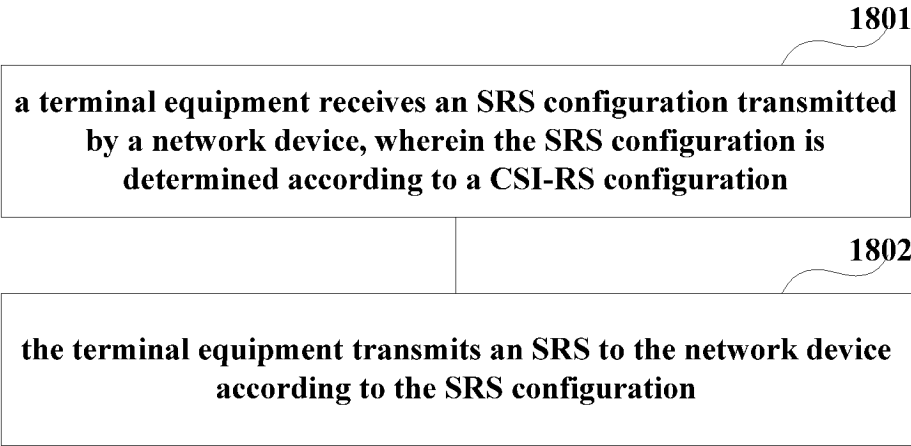 1801
a terminal equipment receives an SRS configuration transmitted
by a network device, wherein the SRS configuration is
determined according to a CSI-RS configuration
1802
the terminal equipment transmits an SRS to the network device
according to the SRS configuration